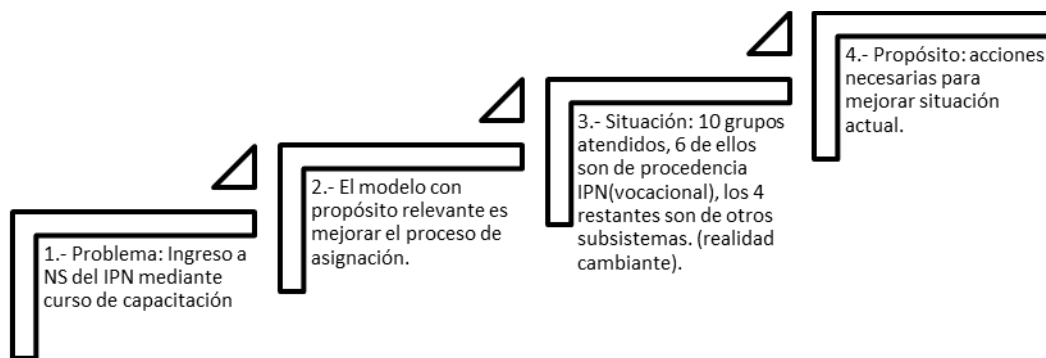 1.- Problema: Ingreso a
NS del IPN mediante
curso de capacitación
2.- El modelo con
propósito relevante es
mejorar el proceso de
asignación.
3.- Situación: 10 grupos
atendidos, 6 de ellos
son de procedencia
IPN(vocacional), los 4
restantes son de otros
subsistemas. (realidad
cambiante).
4.- Propósito: acciones
necesarias para
mejorar situación
actual.